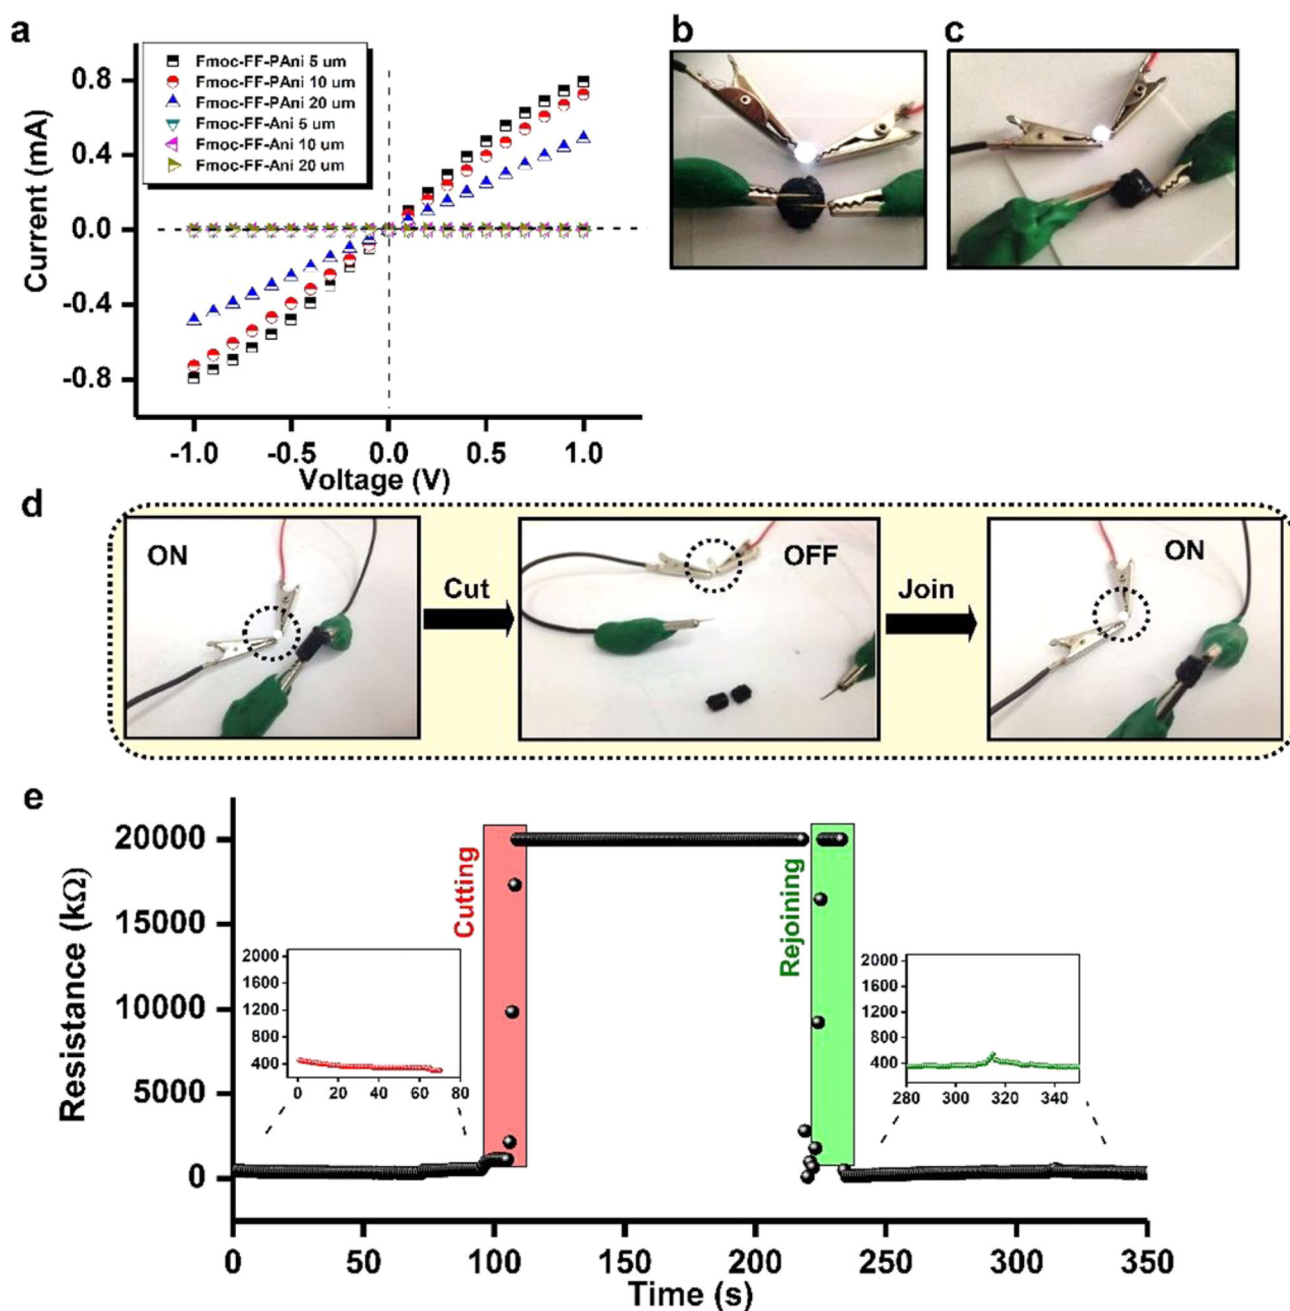 a
Fmoc-FF-PAni 5 um
Fmoc-FF-PAni 10 um
Fmoc-FF-PAni 20 um
Fmoc-FF-Ani 5 um
Fmoc-FF-Ani 10 um
Fmoc-FF-Ani 20 um
0.8
0.4
0.0
-0.4
-0.8
Current (mA)
-1.0 -0.5 0.0 0.5 1.0
Voltage (V)
b
c
d
ON
Cut
OFF
Join
ON
e
Resistance (kΩ)
20000
15000
10000
5000
0
Cutting
Rejoining
2000
1600
1200
800
400
0 20 40 60 80
2000
1600
1200
800
400
280 300 320 340
0 50 100 150 200 250 300 350
Time (s)